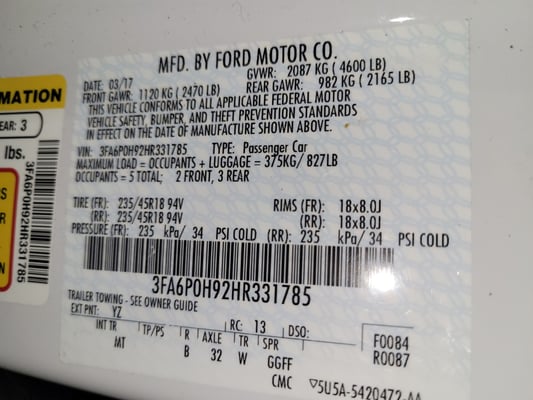 MFD. BY FORD MOTOR CO.
DATE: 03/17 GVWR: 2087 KG ( 4600 LB)
FRONT GAWR: 1120 KG ( 2470 LB) REAR GAWR: 982 KG ( 2165 LB)
THIS VEHICLE CONFORMS TO ALL APPLICABLE FEDERAL MOTOR
VEHICLE SAFETY, BUMPER, AND THEFT PREVENTION STANDARDS
IN EFFECT ON THE DATE OF MANUFACTURE SHOWN ABOVE.
VIN: 3FA6P0H92HR331785 TYPE: Passenger Car
MAXIMUM LOAD = OCCUPANTS + LUGGAGE = 375KG/ 827LB
OCCUPANTS = 5 TOTAL; 2 FRONT, 3 REAR
TIRE (FR): 235/45R18 94V RIMS (FR): 18x8.0J
(RR): 235/45R18 94V (RR): 18x8.0J
PRESSURE (FR): 235 kPa/ 34 PSI COLD (RR): 235 kPa/ 34 PSI COLD
3FA6P0H92HR331785
TRAILER TOWING - SEE OWNER GUIDE
EXT PNT: YZ RC: 13 DSO:
INT TR TP/PS R AXLE TR SPR F0084
MT B 32 W GGFF R0087
CMC ▽5U5A-5420472-AA
MATION
EAR: 3
lbs.
3FA6P0H92HR331785